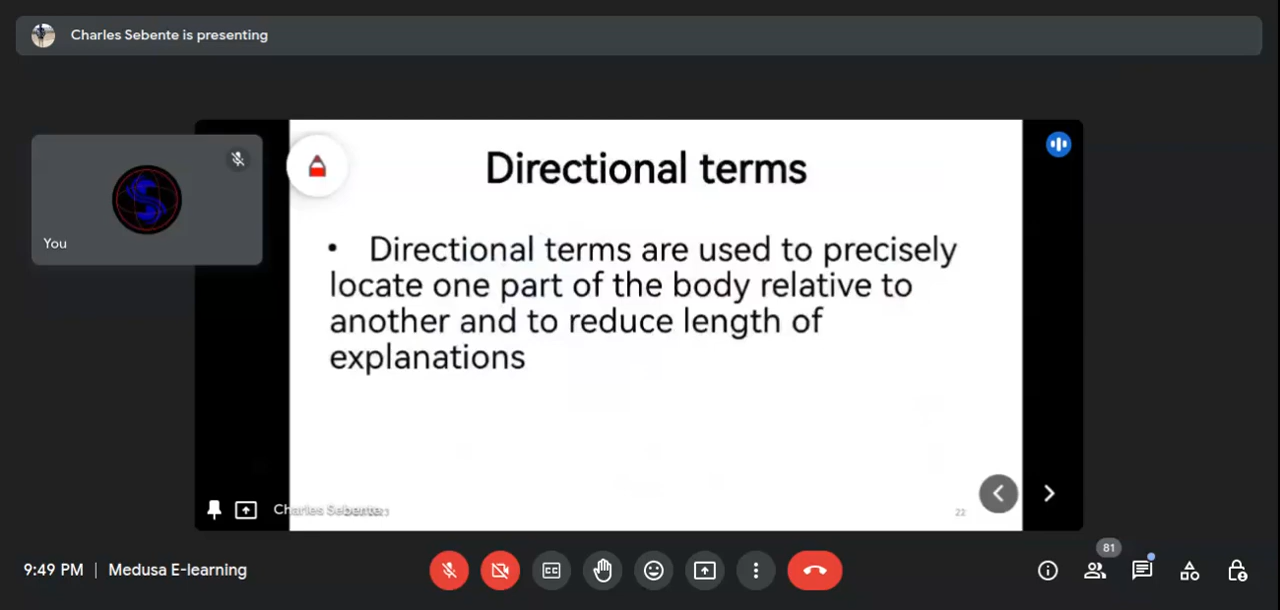 Charles Sebente is presenting
Directional terms
You
• Directional terms are used to precisely
locate one part of the body relative to
another and to reduce length of
explanations
Charles Sebente
22
81
9:49 PM | Medusa E-learning
CC